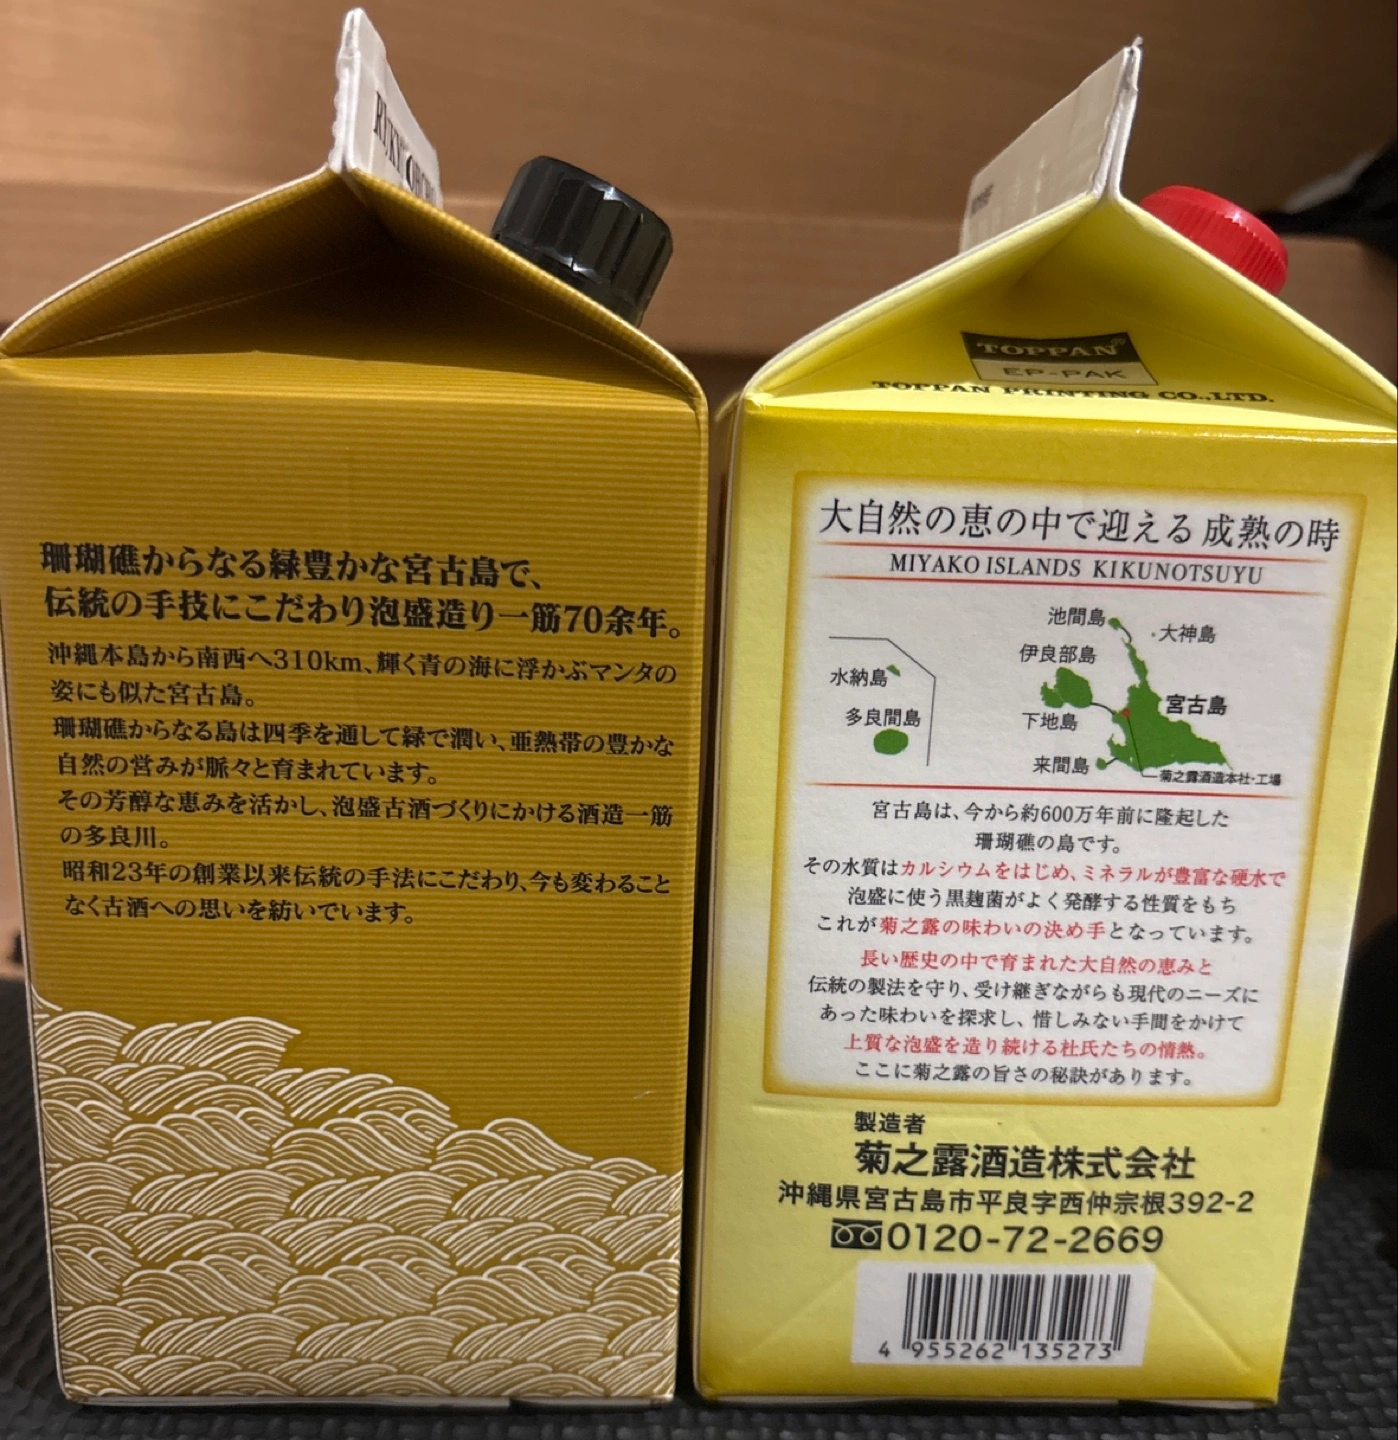 珊瑚礁からなる緑豊かな宮古島で、
伝統の手技にこだわり泡盛造り一筋70余年。
沖縄本島から南西へ310km、輝く青の海に浮かぶマンタの
姿にも似た宮古島。
珊瑚礁からなる島は四季を通して緑で潤い、亜熱帯の豊かな
自然の営みが脈々と育まれています。
その芳醇な恵みを活かし、泡盛古酒づくりにかける酒造一筋
の多良川。
昭和23年の創業以来伝統の手法にこだわり、今も変わること
なく古酒への思いを紡いでいます。
TOPPAN®
EP-PAK
TOPPAN PRINTING CO.,LTD.
大自然の恵の中で迎える 成熟の時
MIYAKO ISLANDS KIKUNOTSUYU
池間島
大神島
伊良部島
水納島
宮古島
多良間島
下地島
来間島
菊之露酒造本社・工場
宮古島は、今から約600万年前に隆起した
珊瑚礁の島です。
その水質はカルシウムをはじめ、ミネラルが豊富な硬水で
泡盛に使う黒麹菌がよく発酵する性質をもち
これが菊之露の味わいの決め手となっています。
長い歴史の中で育まれた大自然の恵みと
伝統の製法を守り、受け継ぎながらも現代のニーズに
あった味わいを探求し、惜しみない手間をかけて
上質な泡盛を造り続ける杜氏たちの情熱。
ここに菊之露の旨さの秘訣があります。
製造者
菊之露酒造株式会社
沖縄県宮古島市平良字西仲宗根392-2
0120-72-2669
4 955262 135273